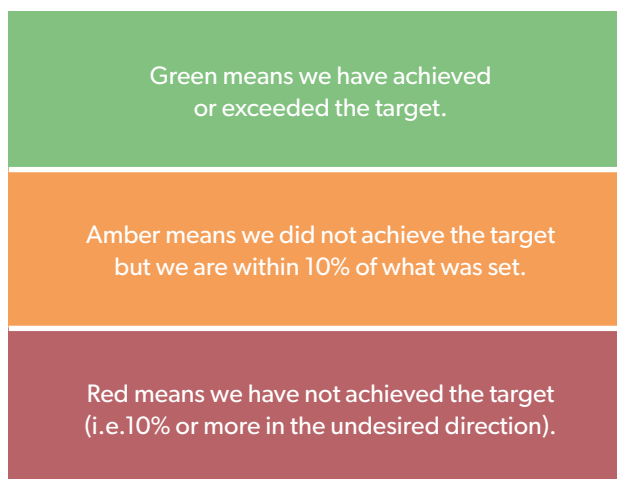 Green means we have achieved
or exceeded the target.
Amber means we did not achieve the target
but we are within 10% of what was set.
Red means we have not achieved the target
(i.e.10% or more in the undesired direction).